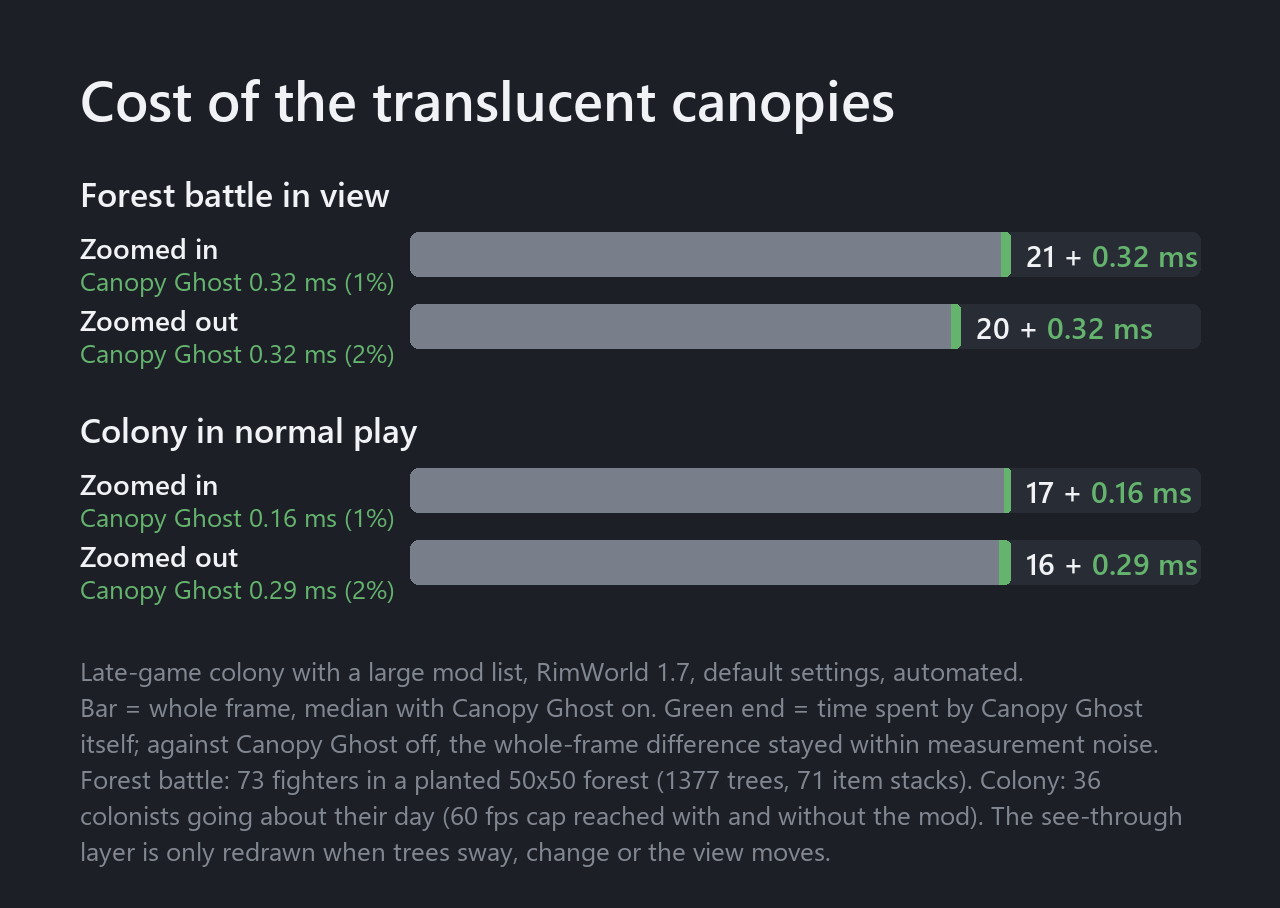 Cost of the translucent canopies
Forest battle in view
Zoomed in
Canopy Ghost 0.32 ms (1%)
21 + 0.32 ms
Zoomed out
Canopy Ghost 0.32 ms (2%)
20 + 0.32 ms
Colony in normal play
Zoomed in
Canopy Ghost 0.16 ms (1%)
17 + 0.16 ms
Zoomed out
Canopy Ghost 0.29 ms (2%)
16 + 0.29 ms
Late-game colony with a large mod list, RimWorld 1.7, default settings, automated.
Bar = whole frame, median with Canopy Ghost on. Green end = time spent by Canopy Ghost
itself; against Canopy Ghost off, the whole-frame difference stayed within measurement noise.
Forest battle: 73 fighters in a planted 50x50 forest (1377 trees, 71 item stacks). Colony: 36
colonists going about their day (60 fps cap reached with and without the mod). The see-through
layer is only redrawn when trees sway, change or the view moves.